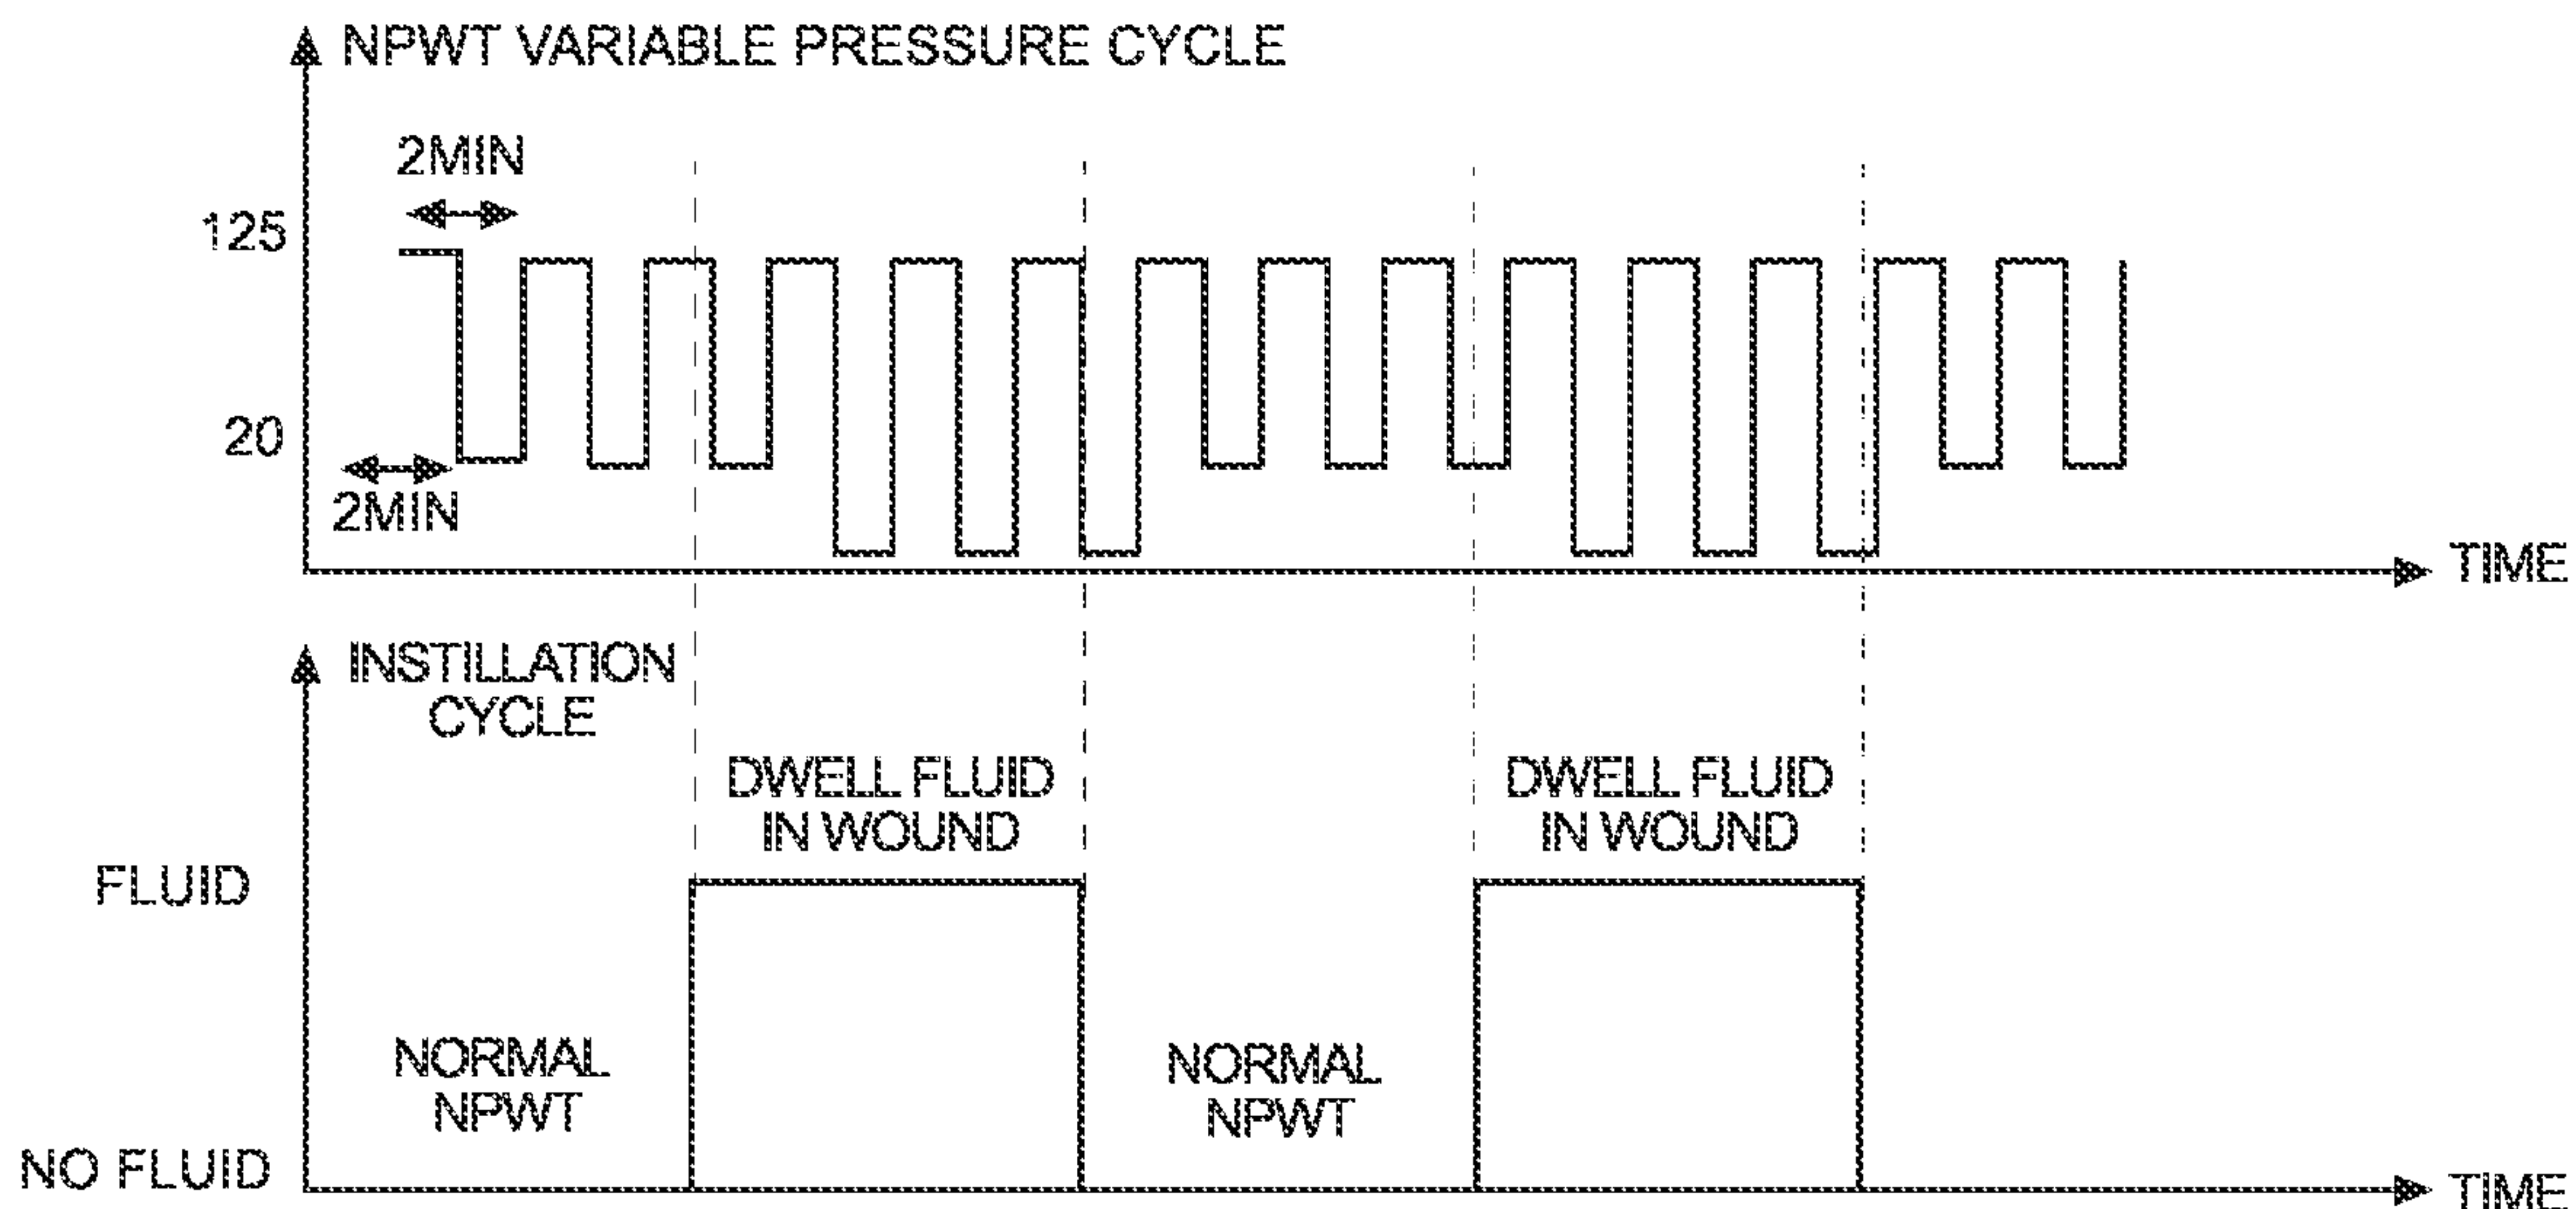 NPWT VARIABLE PRESSURE CYCLE
2MIN
125
20
2MIN
TIME
INSTILLATION
CYCLE
DWELL FLUID
IN WOUND
DWELL FLUID
IN WOUND
FLUID
NORMAL
NPWT
NORMAL
NPWT
NO FLUID
TIME